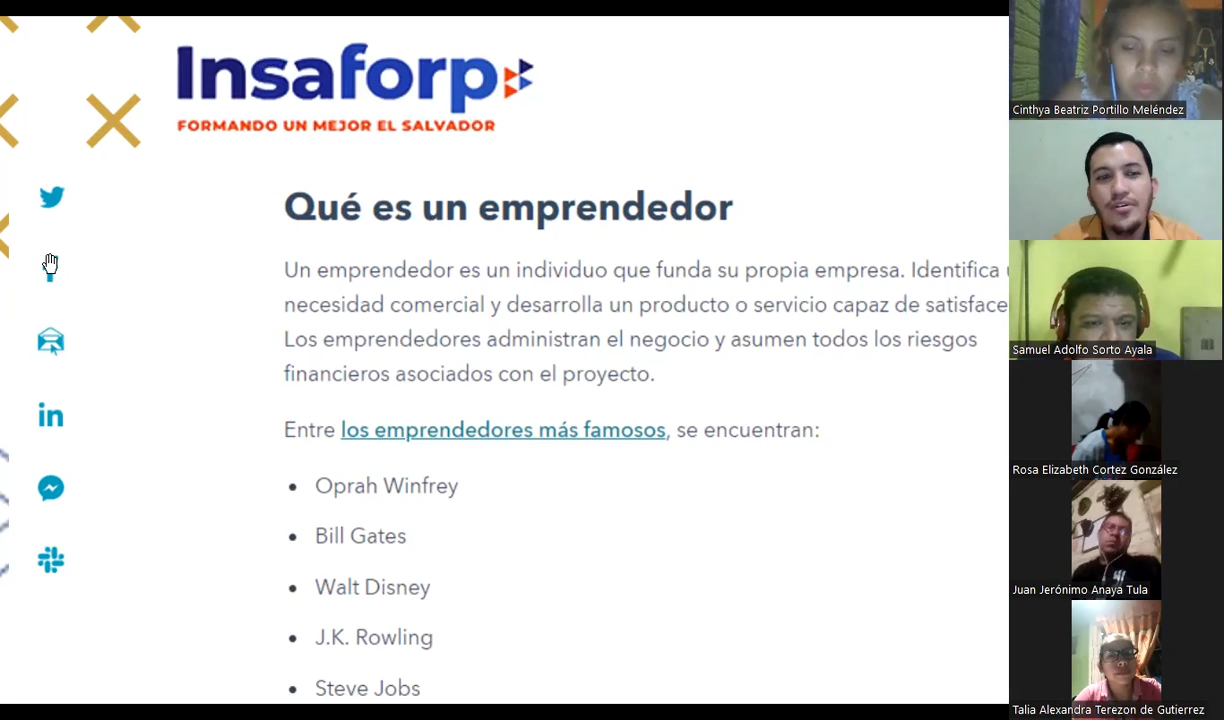 Insaforp
FORMANDO UN MEJOR EL SALVADOR
Qué es un emprendedor
Un emprendedor es un individuo que funda su propia empresa. Identifica
necesidad comercial y desarrolla un producto o servicio capaz de satisface
Los emprendedores administran el negocio y asumen todos los riesgos
financieros asociados con el proyecto.
Entre los emprendedores más famosos, se encuentran:
• Oprah Winfrey
• Bill Gates
• Walt Disney
• J.K. Rowling
• Steve Jobs
in
Cinthya Beatriz Portillo Meléndez
Samuel Adolfo Sorto Ayala
Rosa Elizabeth Cortez González
Juan Jerónimo Anaya Tula
Talia Alexandra Terezon de Gutierrez